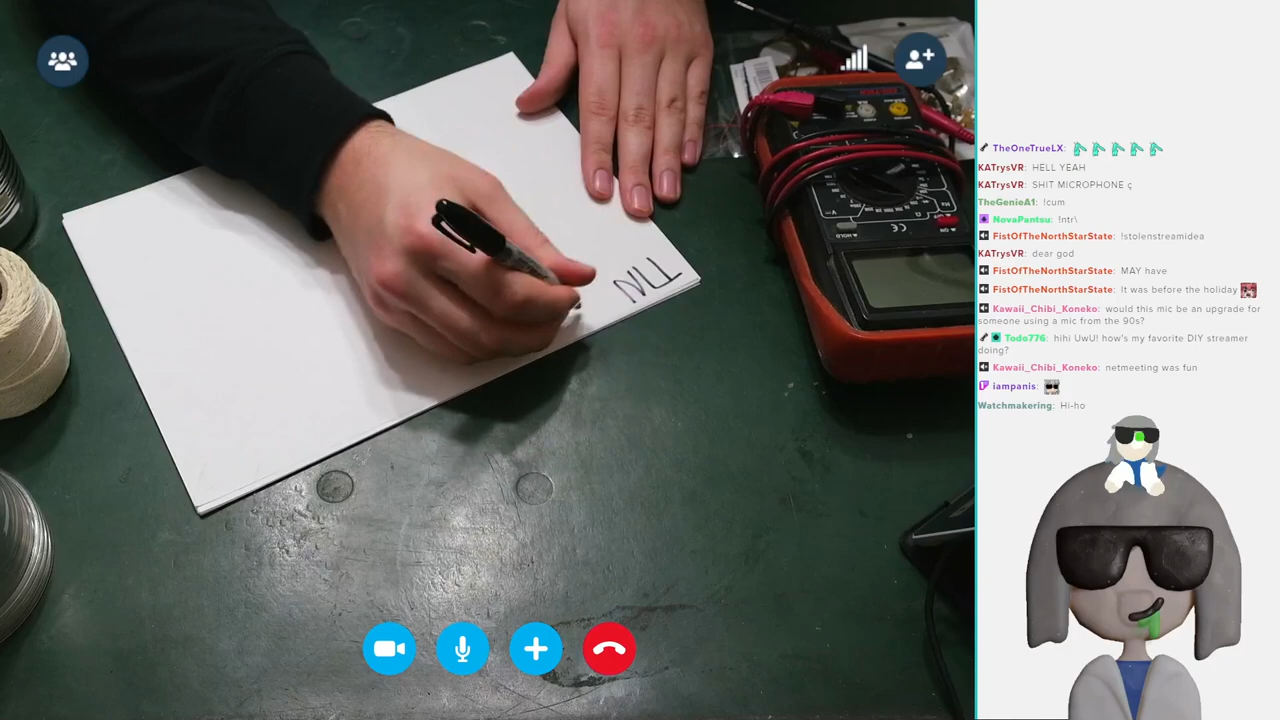 TheOneTrueLX:
KATrysVR: HELL YEAH
KATrysVR: SHIT MICROPHONE ç
TheGenieA1: !cum
NovaPantsu: !ntr\
FistOfTheNorthStarState: !stolenstreamidea
KATrysVR: dear god
FistOfTheNorthStarState: MAY have
FistOfTheNorthStarState: It was before the holiday
Kawaii_Chibi_Koneko: would this mic be an upgrade for
someone using a mic from the 90s?
Todo776: hihi UwU! how's my favorite DIY streamer
doing?
Kawaii_Chibi_Koneko: netmeeting was fun
iampanis:
Watchmakering: Hi-ho
HOLD
CE